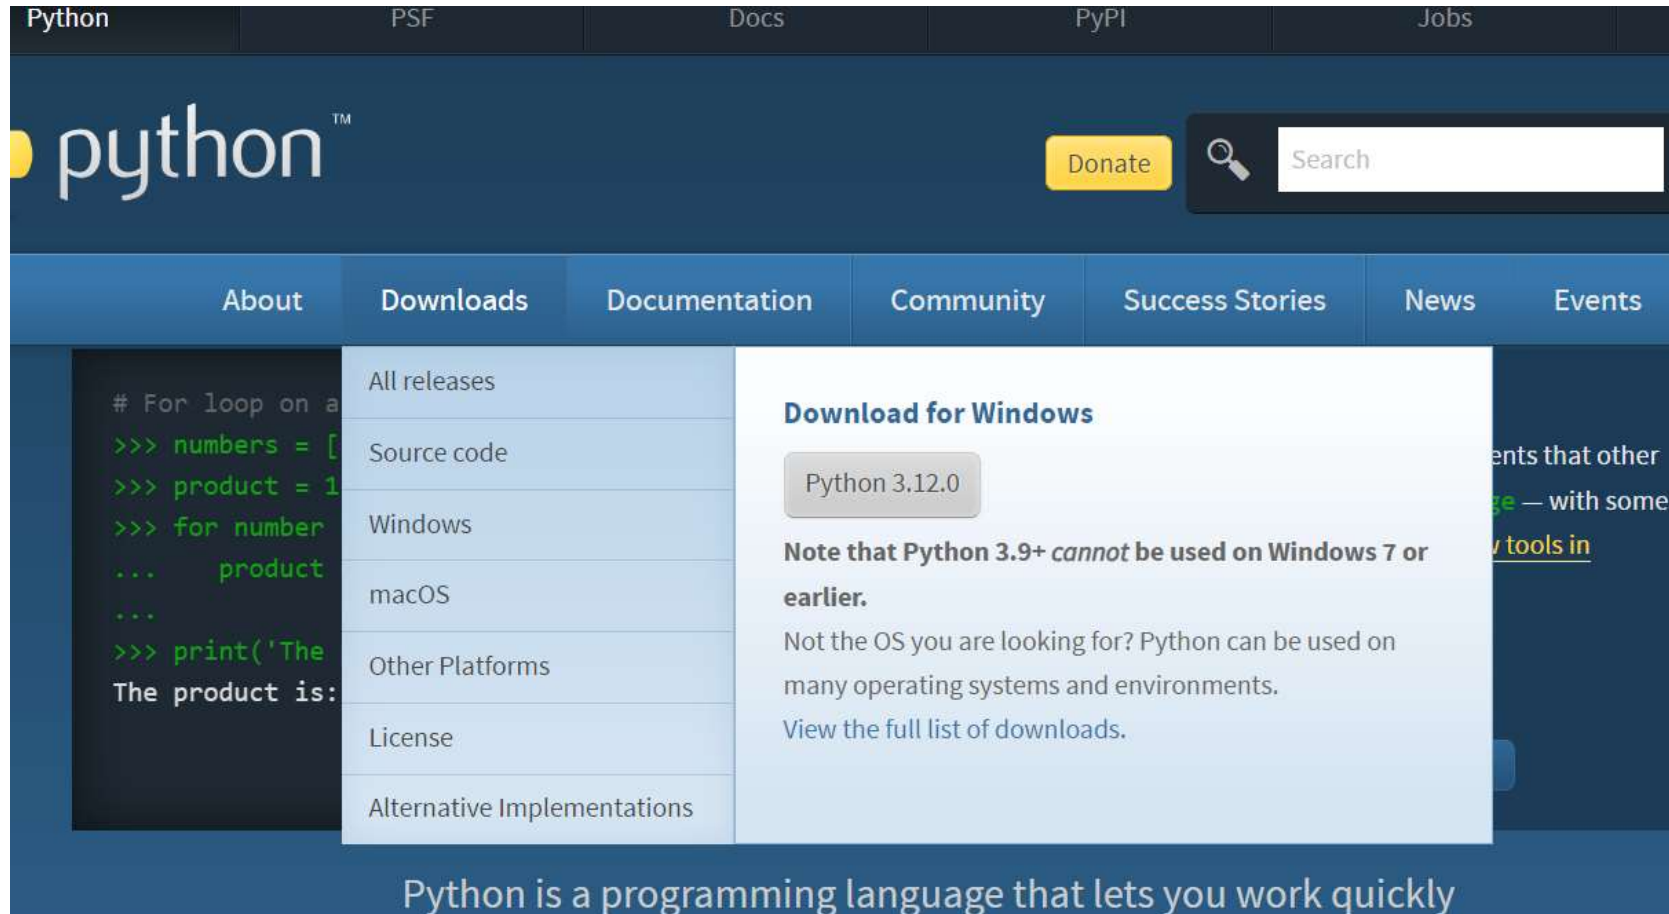 Python PSF Docs PyPI Jobs
python™
Donate Search
About Downloads Documentation Community Success Stories News Events
All releases
Source code
Windows
macOS
Other Platforms
License
Alternative Implementations
Download for Windows
Python 3.12.0
Note that Python 3.9+ cannot be used on Windows 7 or
earlier.
Not the OS you are looking for? Python can be used on
many operating systems and environments.
View the full list of downloads.
# For loop on a
>>> numbers = [
>>> product = 1
>>> for number
... product
...
>>> print('The
The product is:
that other
— with some
tools in
Python is a programming language that lets you work quickly